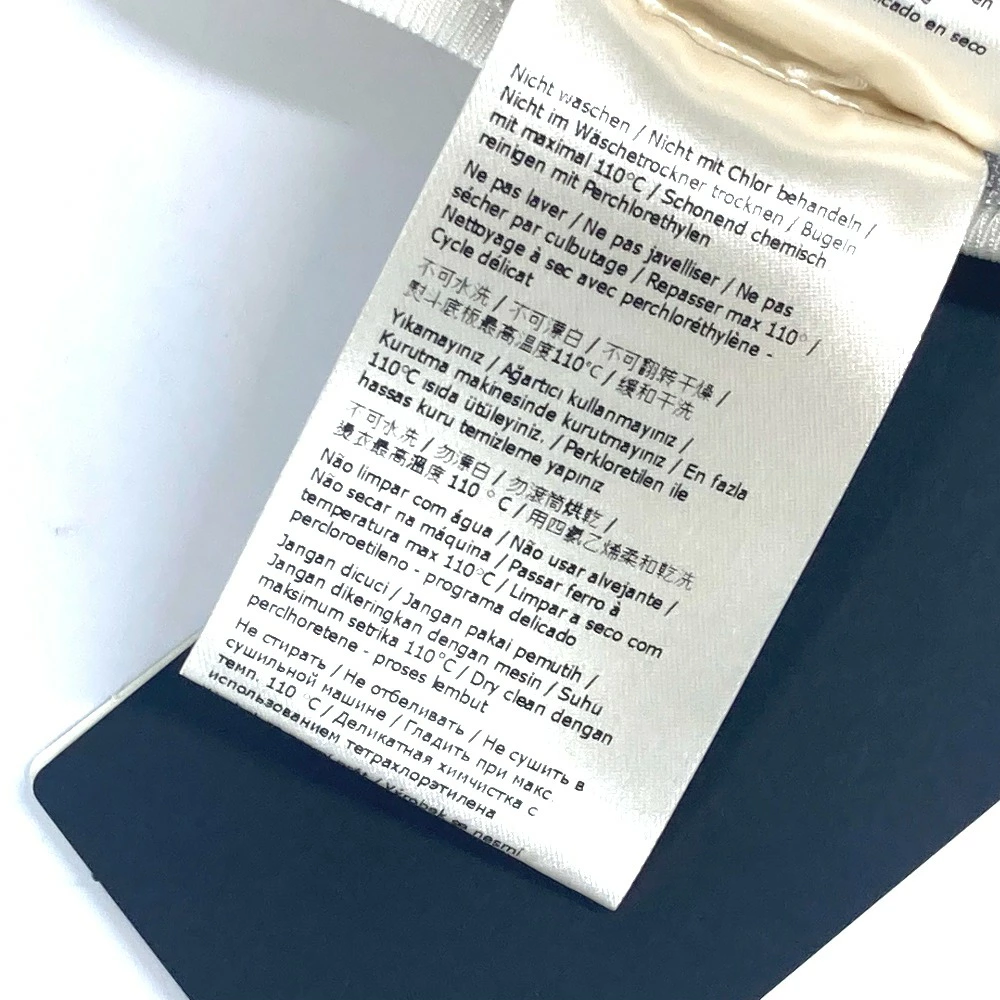 en
icado en seco
Nicht waschen / Nicht mit Chlor behandeln /
Nicht im Wäschetrockner trocknen / Bügeln
mit maximal 110°C / Schonend chemisch
reinigen mit Perchlorethylen
Ne pas laver / Ne pas javelliser / Ne pas
sécher par culbutage / Repasser max 110° /
Nettoyage à sec avec perchloréthylène -
Cycle délicat
不可水洗 / 不可漂白 / 不可翻转干燥 /
熨斗底板最高温度110°C / 缓和干洗
Yıkamayınız / Ağartıcı kullanmayınız /
Kurutma makinesinde kurutmayınız / En fazla
110°C ısıda ütüleyiniz. / Perkloretilen ile
hassas kuru temizleme yapınız
不可水洗 / 勿漂白 / 勿滾筒烘乾 /
燙衣最高溫度 110 °C / 用四氯乙烯柔和乾洗
Não limpar com água / Não usar alvejante /
Não secar na máquina / Passar ferro à
temperatura max 110°C / Limpar a seco com
percloroetileno - programa delicado
Jangan dicuci / Jangan pakai pemutih /
Jangan dikeringkan dengan mesin / Suhu
maksimum setrika 110°C / Dry clean dengan
perclhoretene - proses lembut
Не стирать / Не отбеливать / Не сушить в
сушильной машине / Гладить при макс.
темп. 110 °C / Деликатная химчистка с
использованием тетрахлорэтилена
/ Výrobek se nesmí